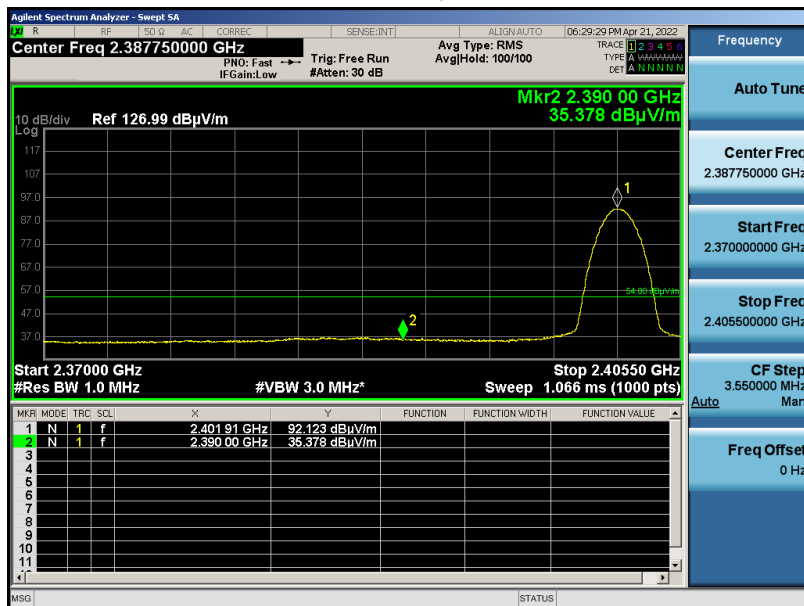 Agilent Spectrum Analyzer - Swept SA
LXI R RF 50 Ω AC CORREC SENSE:INT ALIGN AUTO 06:29:29 PM Apr 21, 2022
Center Freq 2.387750000 GHz
PNO: Fast
IFGain:Low
Trig: Free Run
#Atten: 30 dB
Avg Type: RMS
Avg|Hold: 100/100
TRACE 1 2 3 4 5 6
TYPE A WWWWW
DET A N N N N N
Mkr2 2.390 00 GHz
35.378 dBµV/m
10 dB/div Ref 126.99 dBµV/m
Log
117
107
97.0
87.0
77.0
67.0
57.0
47.0
37.0
1
2
54.00 dBµV/m
Start 2.37000 GHz Stop 2.40550 GHz
#Res BW 1.0 MHz #VBW 3.0 MHz* Sweep 1.066 ms (1000 pts)
MKR MODE TRC SCL X Y FUNCTION FUNCTION WIDTH FUNCTION VALUE
1 N 1 f 2.401 91 GHz 92.123 dBµV/m
2 N 1 f 2.390 00 GHz 35.378 dBµV/m
3
4
5
6
7
8
9
10
11
MSG STATUS
Frequency
Auto Tune
Center Freq
2.387750000 GHz
Start Freq
2.370000000 GHz
Stop Freq
2.405500000 GHz
CF Step
3.550000 MHz
Auto Man
Freq Offset
0 Hz